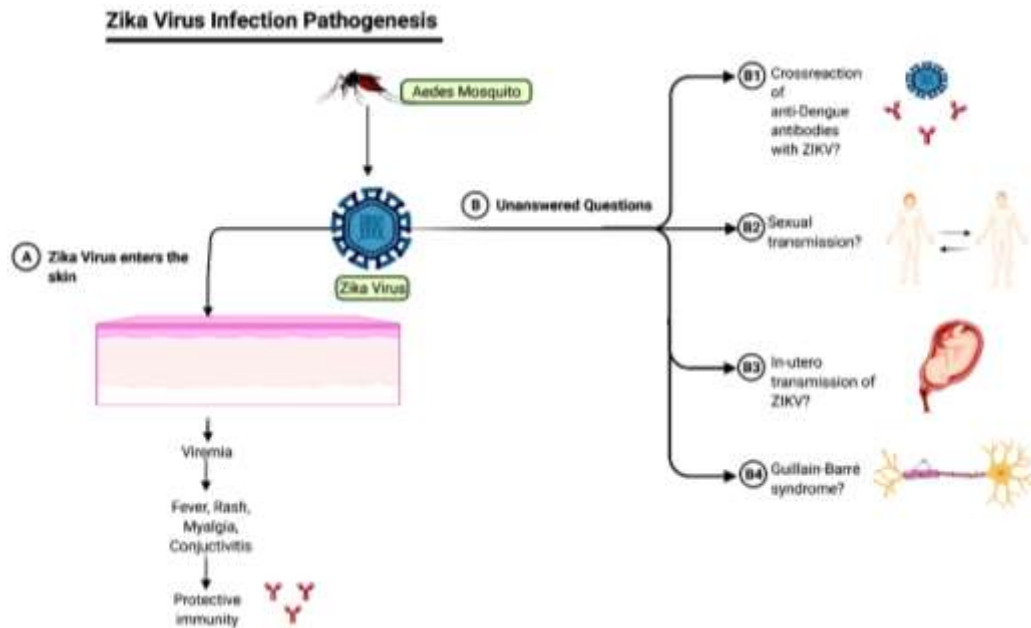 Zika Virus Infection Pathogenesis
Aedes Mosquito
Zika Virus
A
Zika Virus enters the
skin
Viremia
Fever, Rash,
Myalgia,
Conjuctivitis
Protective
immunity
B
Unanswered Questions
B1
Crossreaction
of
anti-Dengue
antibodies
with ZIKV?
B2
Sexual
transmission?
B3
In-utero
transmission of
ZIKV?
B4
Guillain-Barré
syndrome?